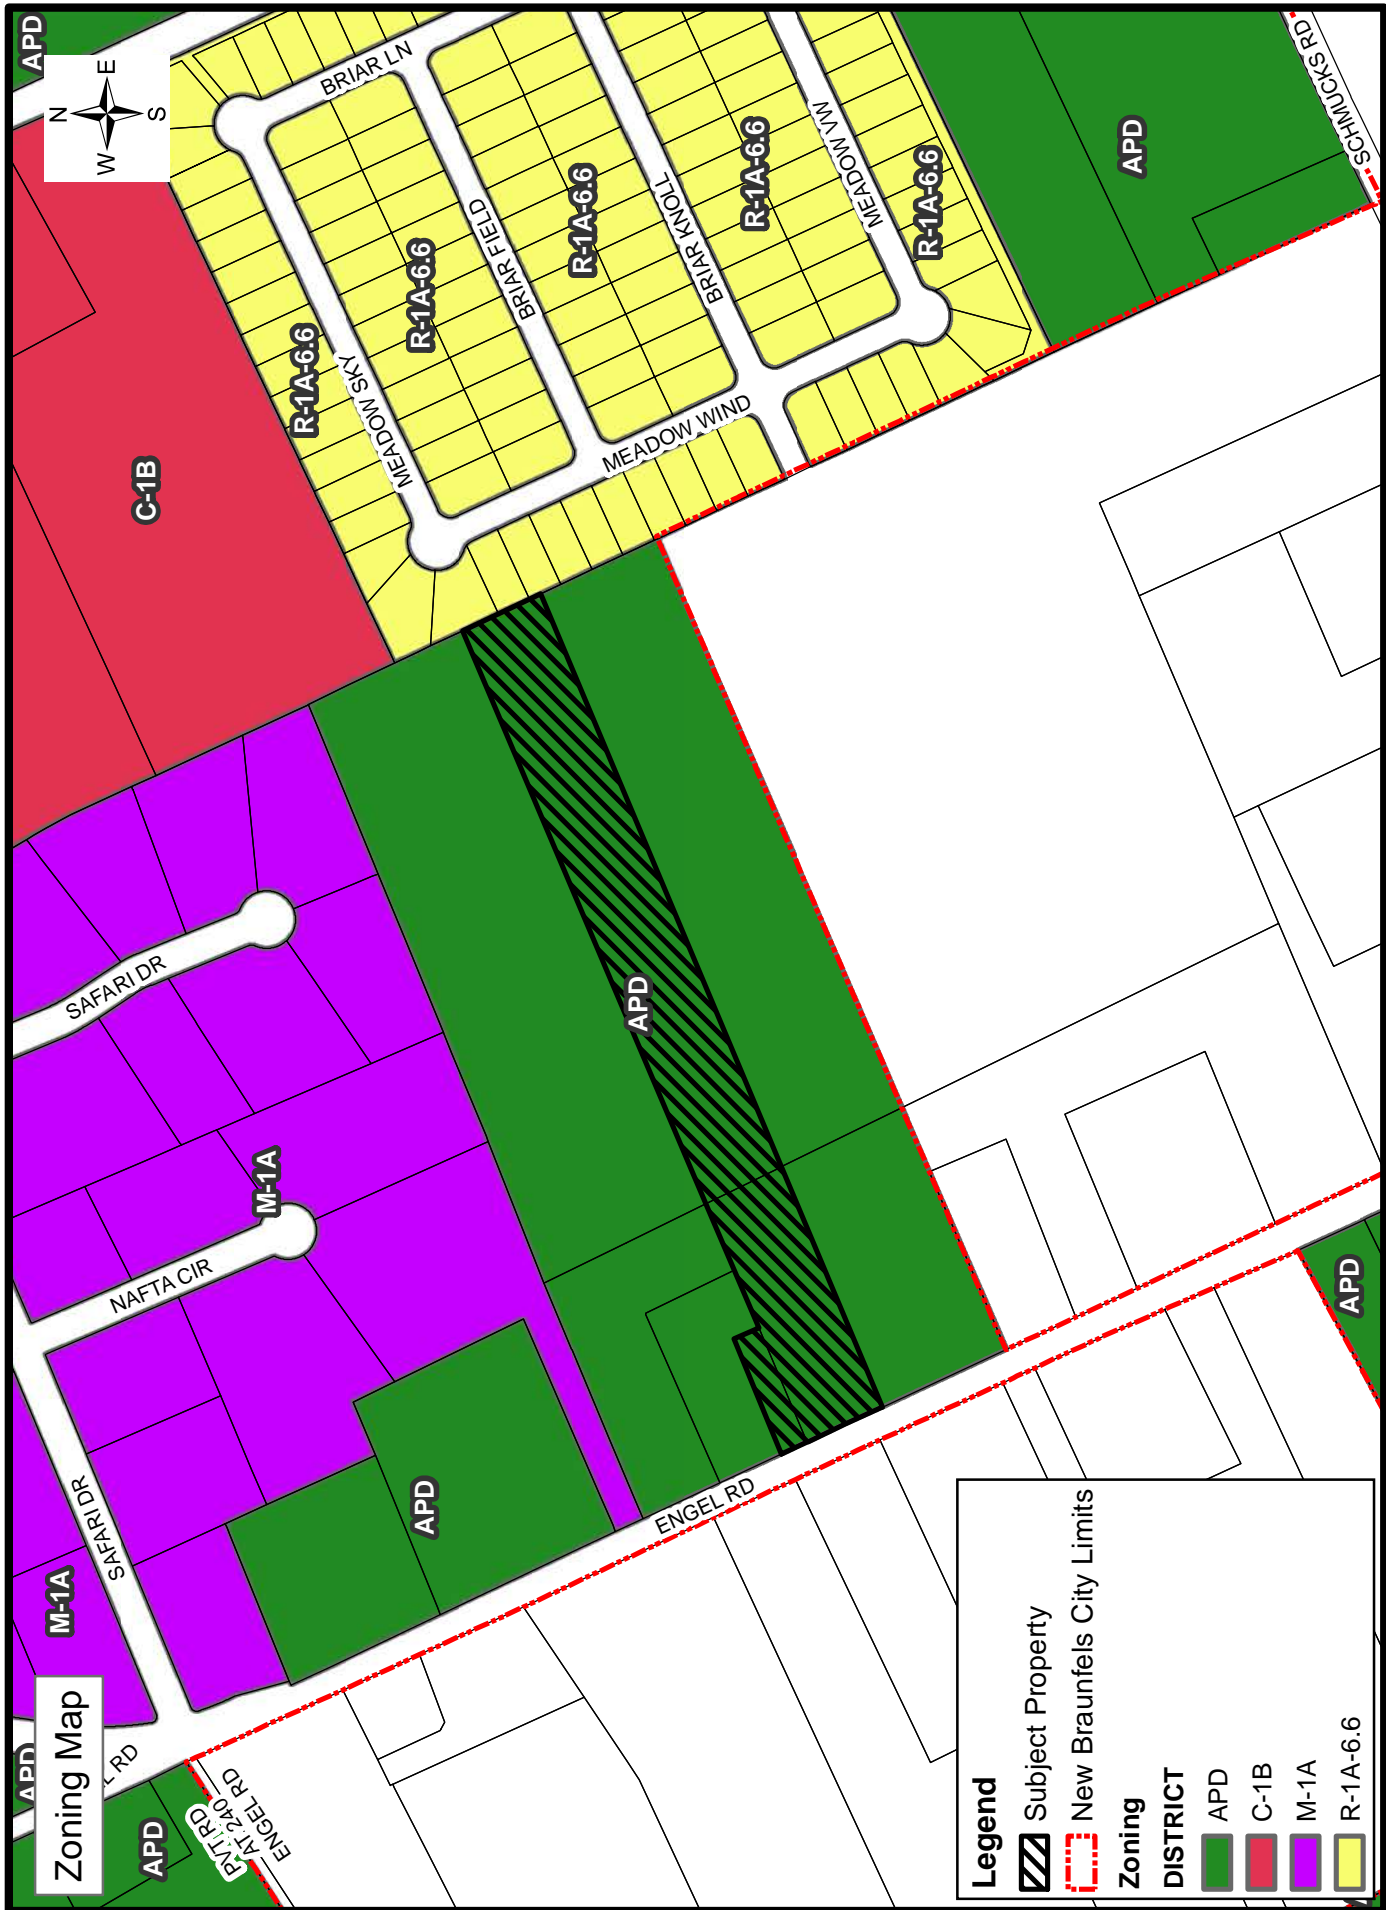 Zoning Map
N
W
E
S
APD
C-1B
R-1A-6.6
R-1A-6.6
R-1A-6.6
R-1A-6.6
R-1A-6.6
BRIAR LN
MEADOW SKY
BRIAR FIELD
BRIAR KNOLL
MEADOW VW
MEADOW WIND
APD
SCHMUCKS RD
SAFARI DR
M-1A
NAFTA CIR
SAFARI DR
M-1A
APD
APD
ENGEL RD
APD
APD
L RD
APD
PVT RD
AT 240
ENGEL RD
Legend
Subject Property
New Braunfels City Limits
Zoning
DISTRICT
APD
C-1B
M-1A
R-1A-6.6